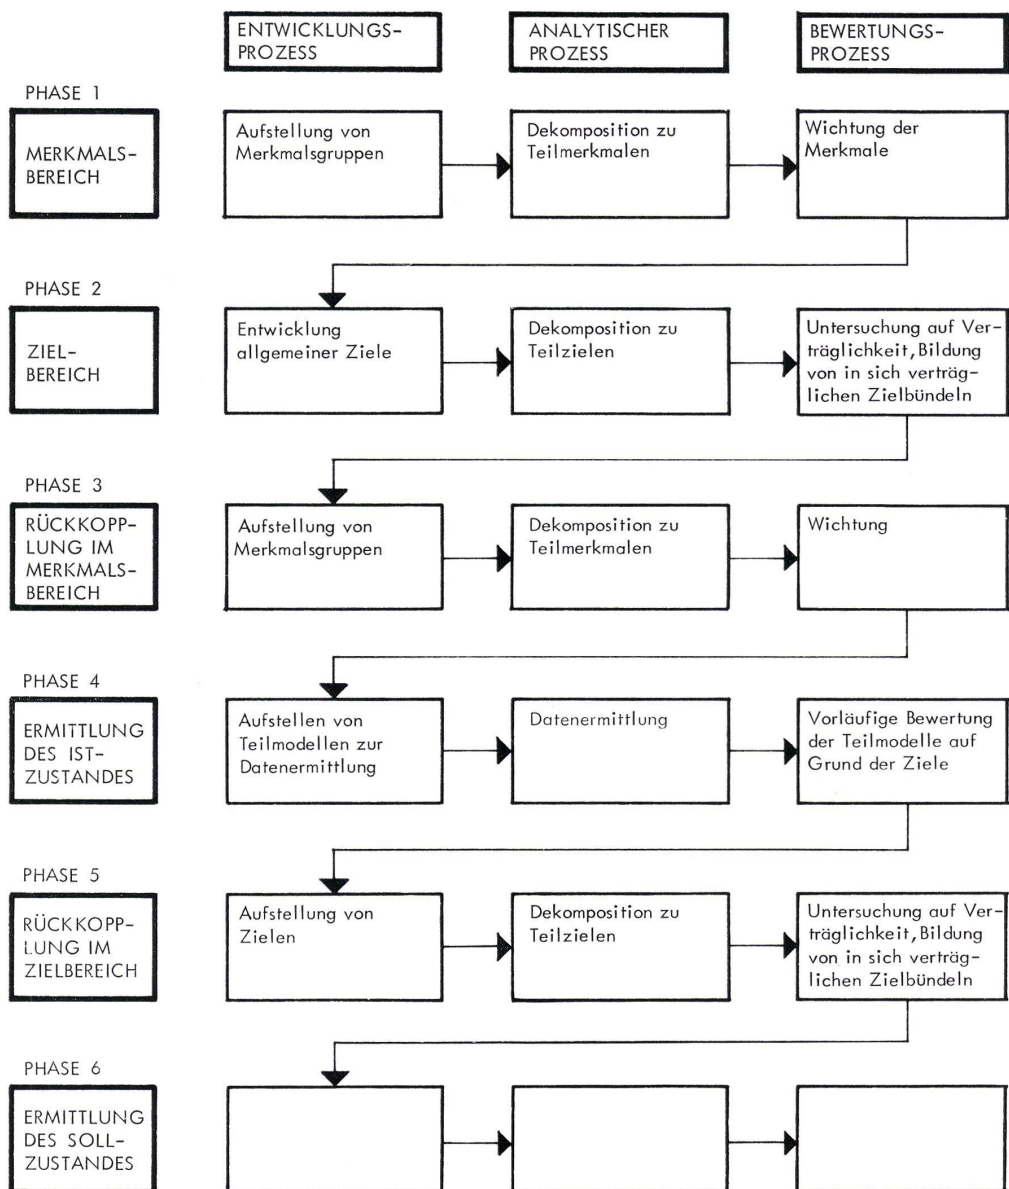 ENTWICKLUNGS-
PROZESS
ANALYTISCHER
PROZESS
BEWERTUNGS-
PROZESS
PHASE 1
MERKMALS-
BEREICH
Aufstellung von
Merkmalsgruppen
Dekomposition zu
Teilmerkmalen
Wichtung der
Merkmale
PHASE 2
ZIEL-
BEREICH
Entwicklung
allgemeiner Ziele
Dekomposition zu
Teilzielen
Untersuchung auf Ver-
träglichkeit, Bildung
von in sich verträg-
lichen Zielbündeln
PHASE 3
RÜCKKOPP-
LUNG IM
MERKMALS-
BEREICH
Aufstellung von
Merkmalsgruppen
Dekomposition zu
Teilmerkmalen
Wichtung
PHASE 4
ERMITTLUNG
DES IST-
ZUSTANDES
Aufstellen von
Teilmodellen zur
Datenermittlung
Datenermittlung
Vorläufige Bewertung
der Teilmodelle auf
Grund der Ziele
PHASE 5
RÜCKKOPP-
LUNG IM
ZIELBEREICH
Aufstellung von
Zielen
Dekomposition zu
Teilzielen
Untersuchung auf Ver-
träglichkeit, Bildung
von in sich verträg-
lichen Zielbündeln
PHASE 6
ERMITTLUNG
DES SOLL-
ZUSTANDES